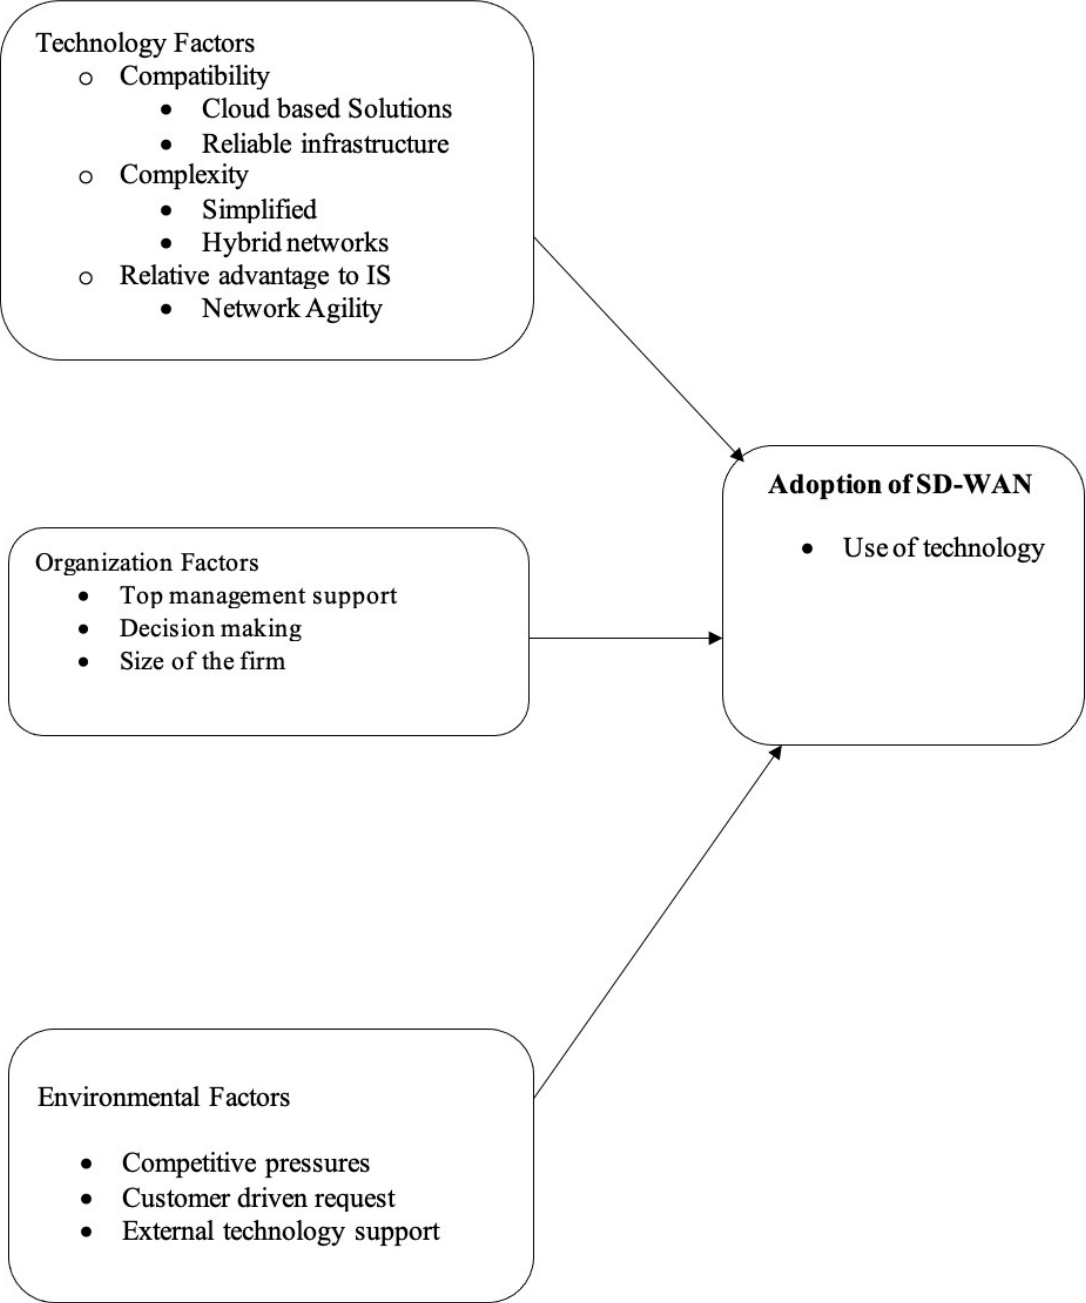 Technology Factors
Compatibility
Cloud based Solutions
Reliable infrastructure
Complexity
Simplified
Hybrid networks
Relative advantage to IS
Network Agility
Adoption of SD-WAN
Use of technology
Organization Factors
Top management support
Decision making
Size of the firm
Environmental Factors
Competitive pressures
Customer driven request
External technology support